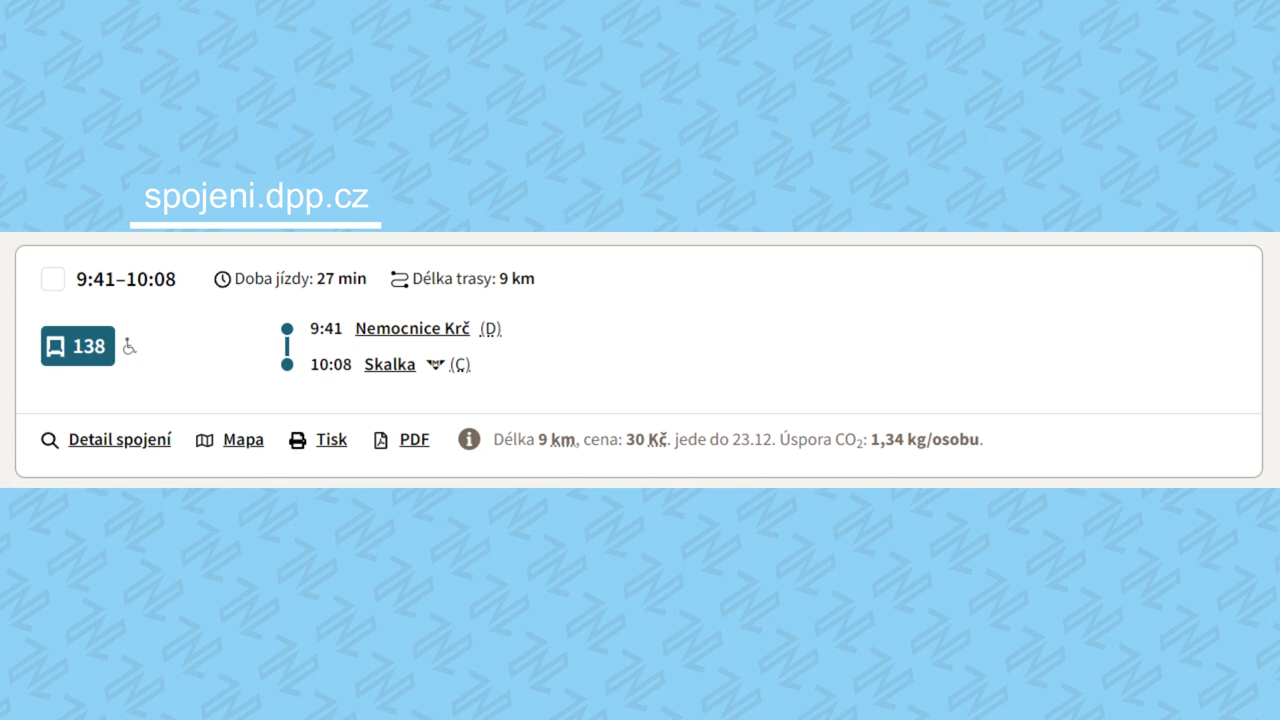 spojeni.dpp.cz
9:41–10:08 Doba jízdy: 27 min Délka trasy: 9 km
138
9:41 Nemocnice Krč (D)
10:08 Skalka (C)
Detail spojení Mapa Tisk PDF Délka 9 km, cena: 30 Kč. jede do 23.12. Úspora CO₂: 1,34 kg/osobu.